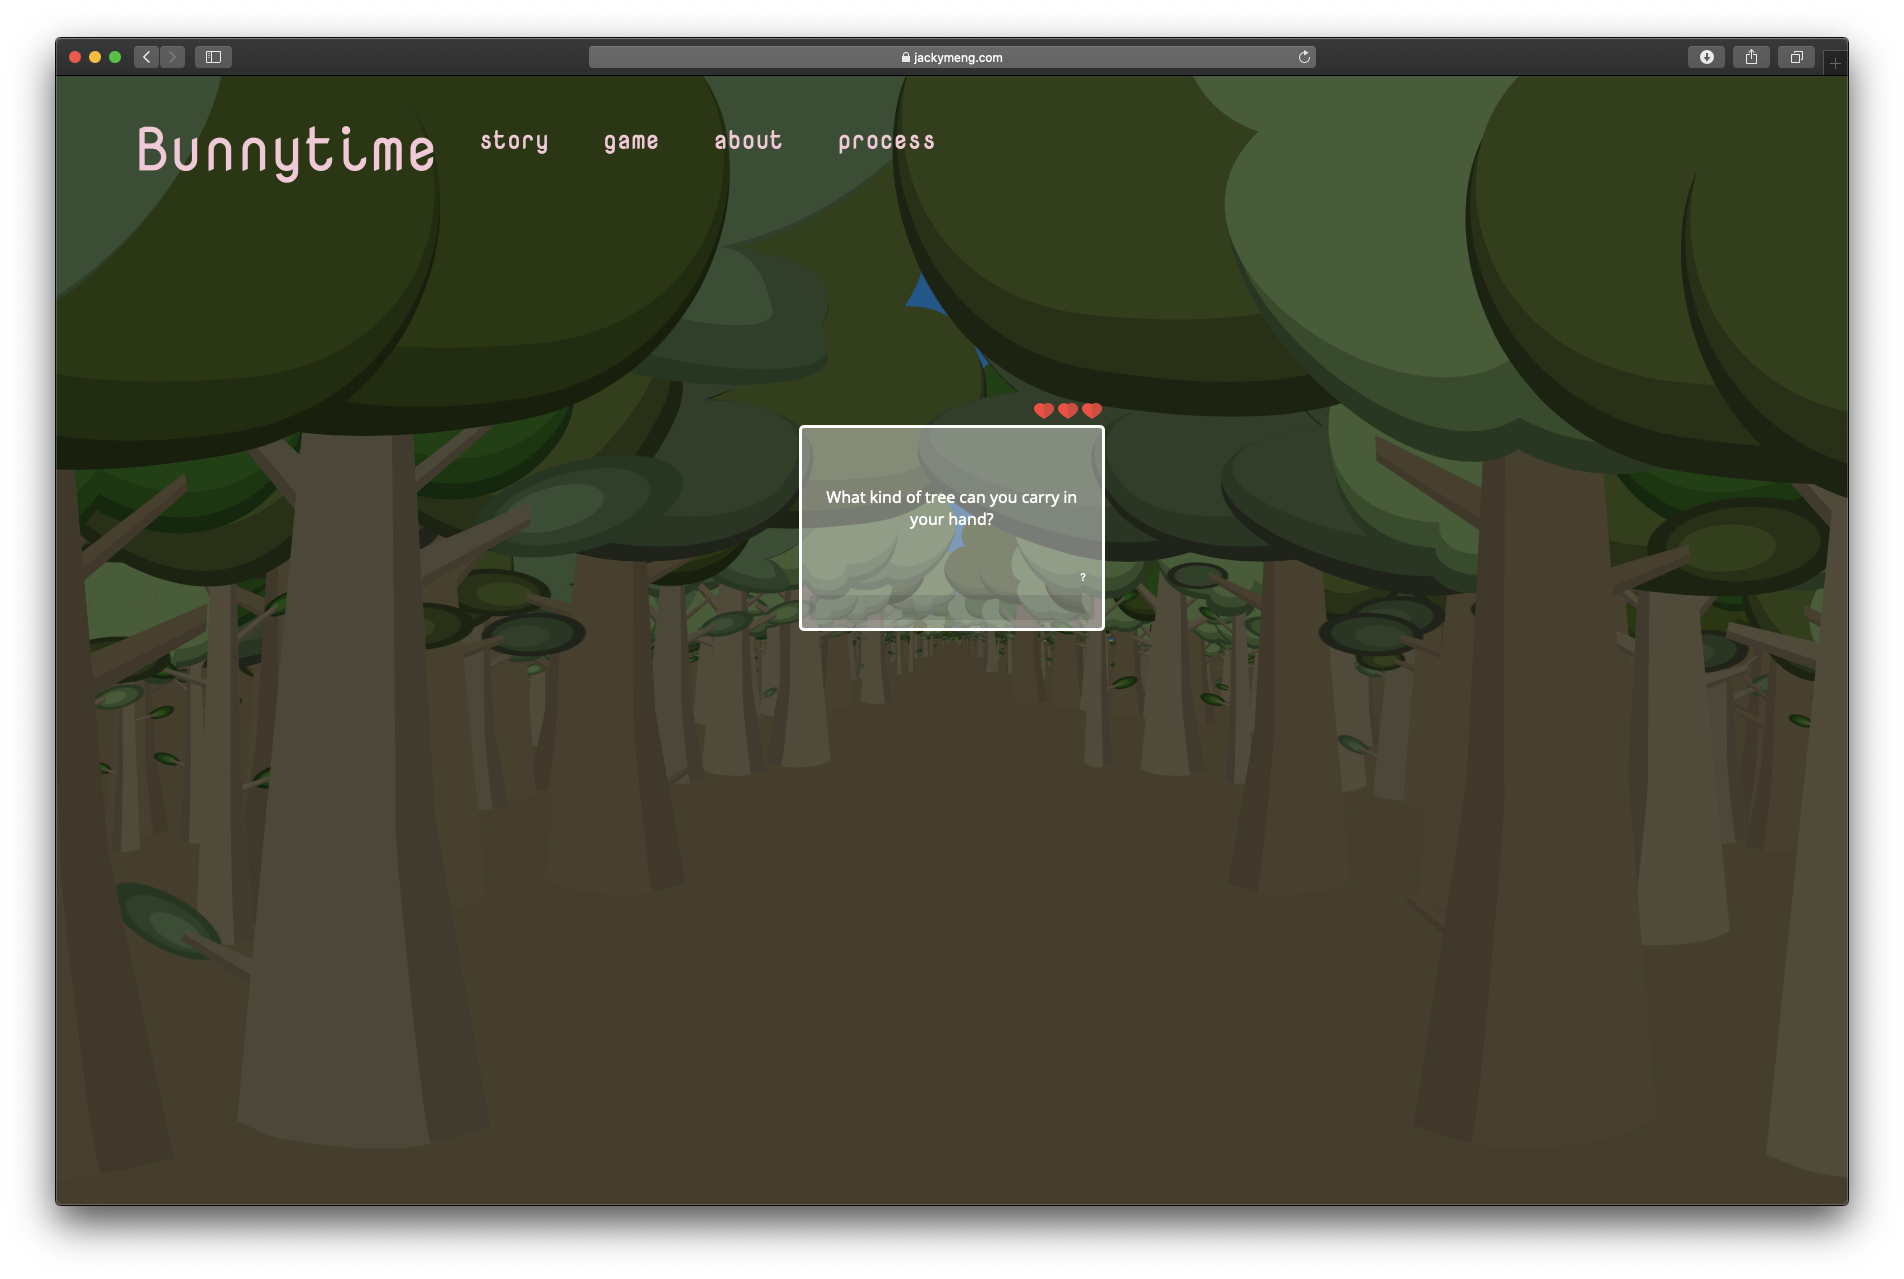 jackymeng.com
Bunnytime
story
game
about
process
What kind of tree can you carry in
your hand?
?